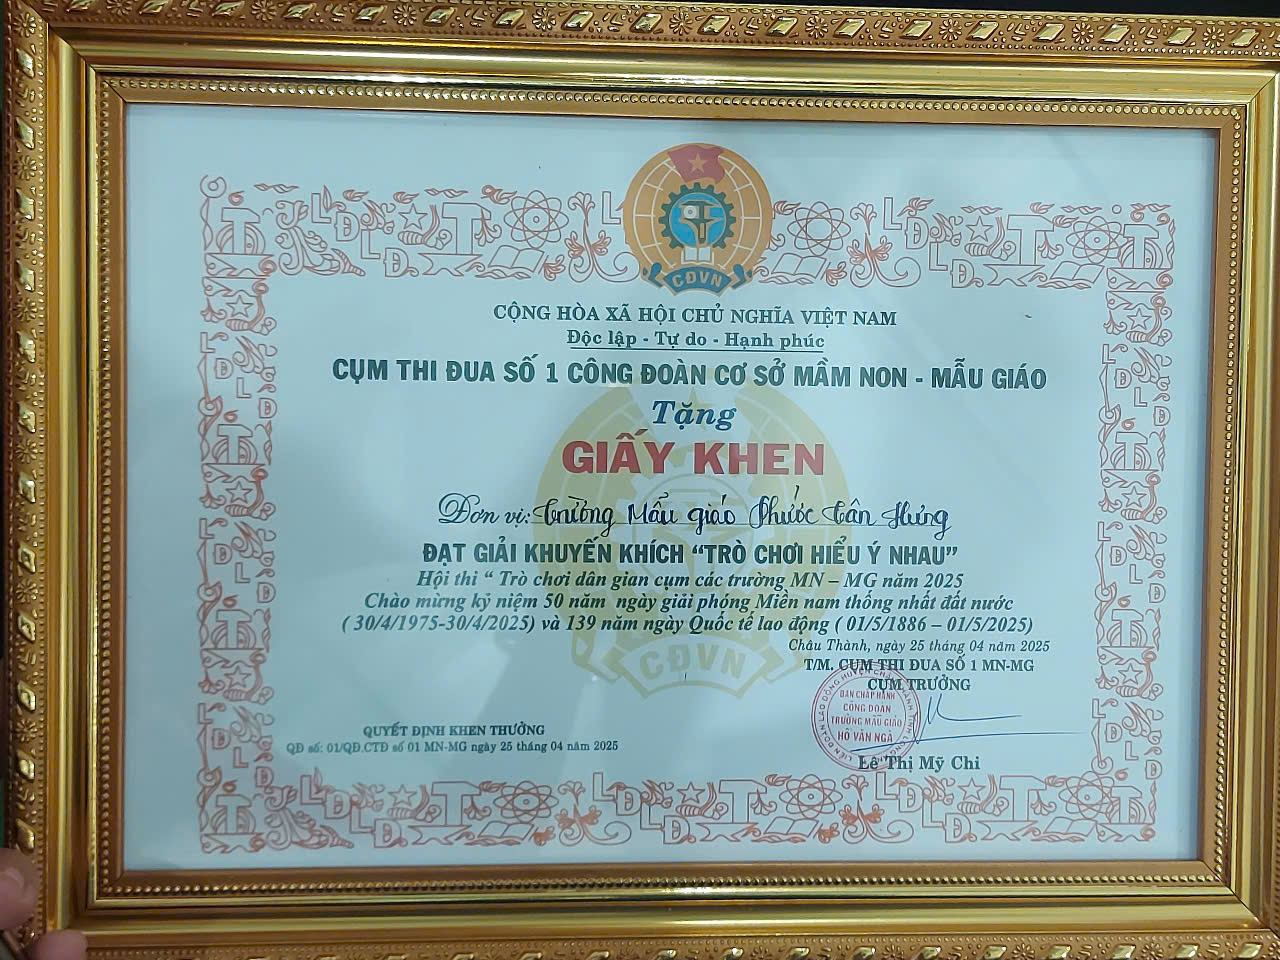 CĐVN
CỘNG HÒA XÃ HỘI CHỦ NGHĨA VIỆT NAM
Độc lập - Tự do - Hạnh phúc
CỤM THI ĐUA SỐ 1 CÔNG ĐOÀN CƠ SỞ MẦM NON - MẪU GIÁO
Tặng
GIẤY KHEN
Đơn vị: Trường Mẩu giáo Phước Tân Hưng
ĐẠT GIẢI KHUYẾN KHÍCH “TRÒ CHƠI HIỂU Ý NHAU”
Hội thi “ Trò chơi dân gian cụm các trường MN – MG năm 2025
Chào mừng kỷ niệm 50 năm ngày giải phóng Miền nam thống nhất đất nước
( 30/4/1975-30/4/2025) và 139 năm ngày Quốc tế lao động ( 01/5/1886 – 01/5/2025)
CĐVN
Châu Thành, ngày 25 tháng 04 năm 2025
T/M. CỤM THI ĐUA SỐ 1 MN-MG
CỤM TRƯỞNG
BAN CHẤP HÀNH
CÔNG ĐOÀN
TRƯỜNG MẪU GIÁO
HỒ VĂN NGÀ
QUYẾT ĐỊNH KHEN THƯỞNG
QĐ số: 01/QĐ.CTĐ số 01 MN-MG ngày 25 tháng 04 năm 2025
Lê Thị Mỹ Chi